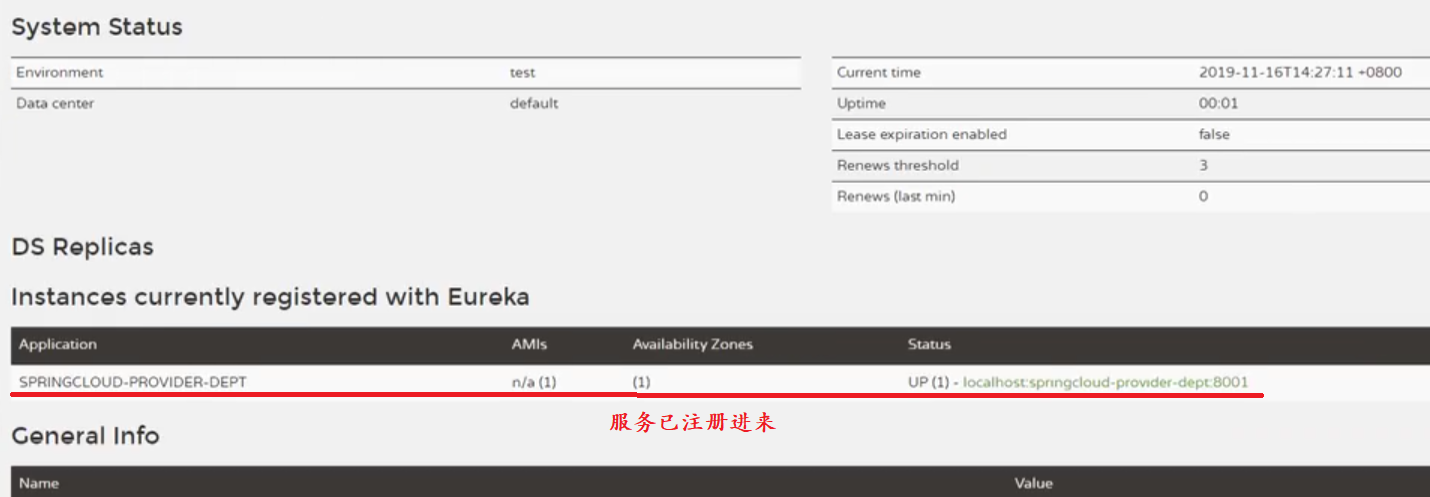 System Status
Environment test
Data center default
Current time 2019-11-16T14:27:11 +0800
Uptime 00:01
Lease expiration enabled false
Renews threshold 3
Renews (last min) 0
DS Replicas
Instances currently registered with Eureka
Application AMIs Availability Zones Status
SPRINGCLOUD-PROVIDER-DEPT n/a (1) (1) UP (1) - localhost:springcloud-provider-dept:8001
服务已注册进来
General Info
Name Value